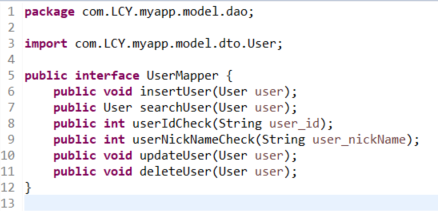 1 package com.LCY.myapp.model.dao;
2
3 import com.LCY.myapp.model.dto.User;
4
5 public interface UserMapper {
6 public void insertUser(User user);
7 public User searchUser(User user);
8 public int userIdCheck(String user_id);
9 public int userNickNameCheck(String user_nickName);
10 public void updateUser(User user);
11 public void deleteUser(User user);
12 }
13